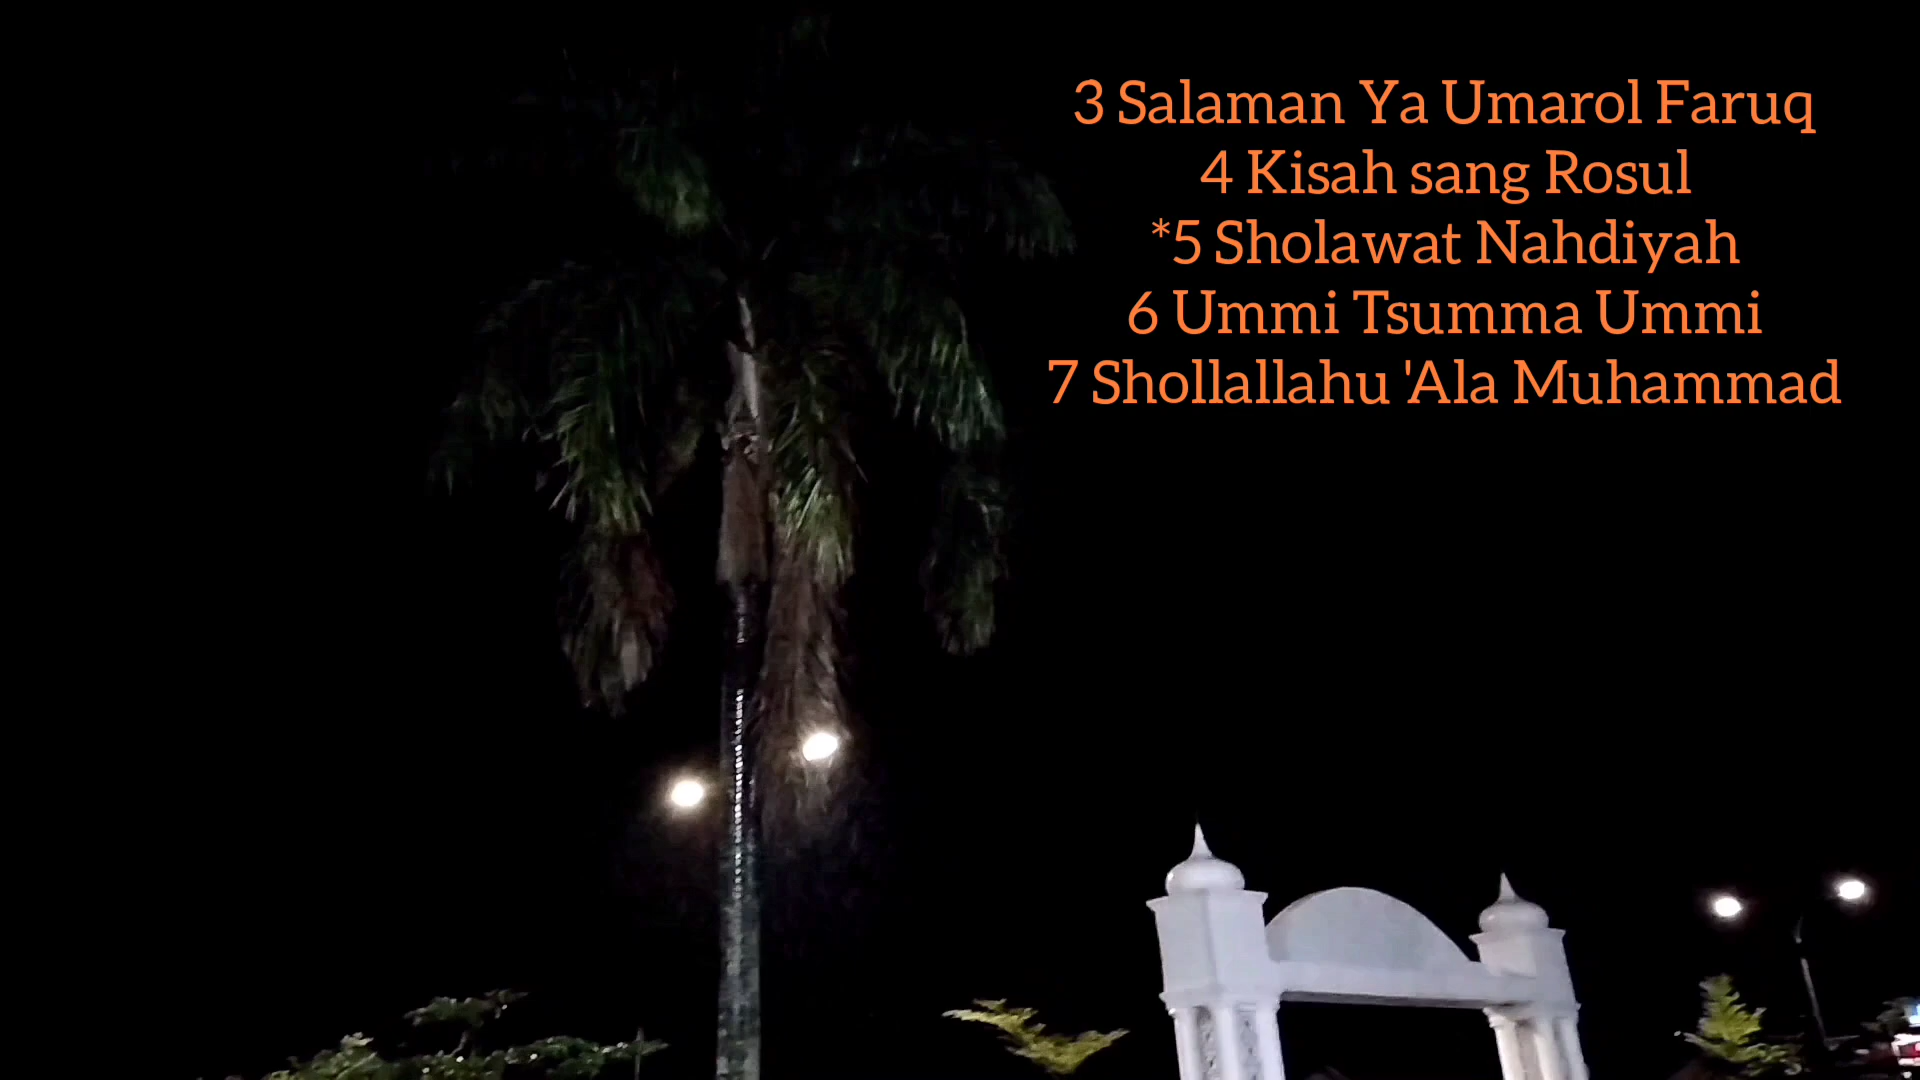 3 Salaman Ya Umarol Faruq
4 Kisah sang Rosul
*5 Sholawat Nahdiyah
6 Ummi Tsumma Ummi
7 Shollallahu 'Ala Muhammad